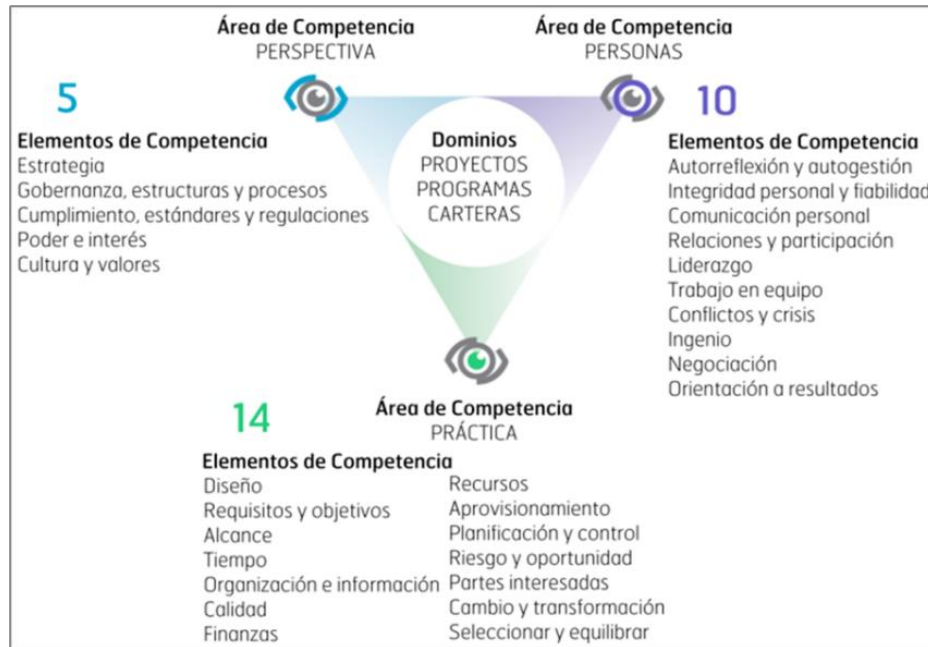 Área de Competencia
PERSPECTIVA
Área de Competencia
PERSONAS
5
Elementos de Competencia
Estrategia
Gobernanza, estructuras y procesos
Cumplimiento, estándares y regulaciones
Poder e interés
Cultura y valores
Dominios
PROYECTOS
PROGRAMAS
CARTERAS
10
Elementos de Competencia
Autorreflexión y autogestión
Integridad personal y fiabilidad
Comunicación personal
Relaciones y participación
Liderazgo
Trabajo en equipo
Conflictos y crisis
Ingenio
Negociación
Orientación a resultados
Área de Competencia
PRÁCTICA
14
Elementos de Competencia
Diseño
Requisitos y objetivos
Alcance
Tiempo
Organización e información
Calidad
Finanzas
Recursos
Aprovisionamiento
Planificación y control
Riesgo y oportunidad
Partes interesadas
Cambio y transformación
Seleccionar y equilibrar